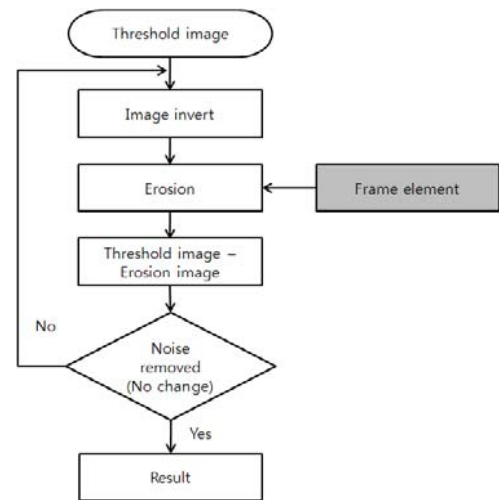 Threshold image
Image invert
Erosion
Frame element
Threshold image –
Erosion image
No
Noise
removed
(No change)
Yes
Result